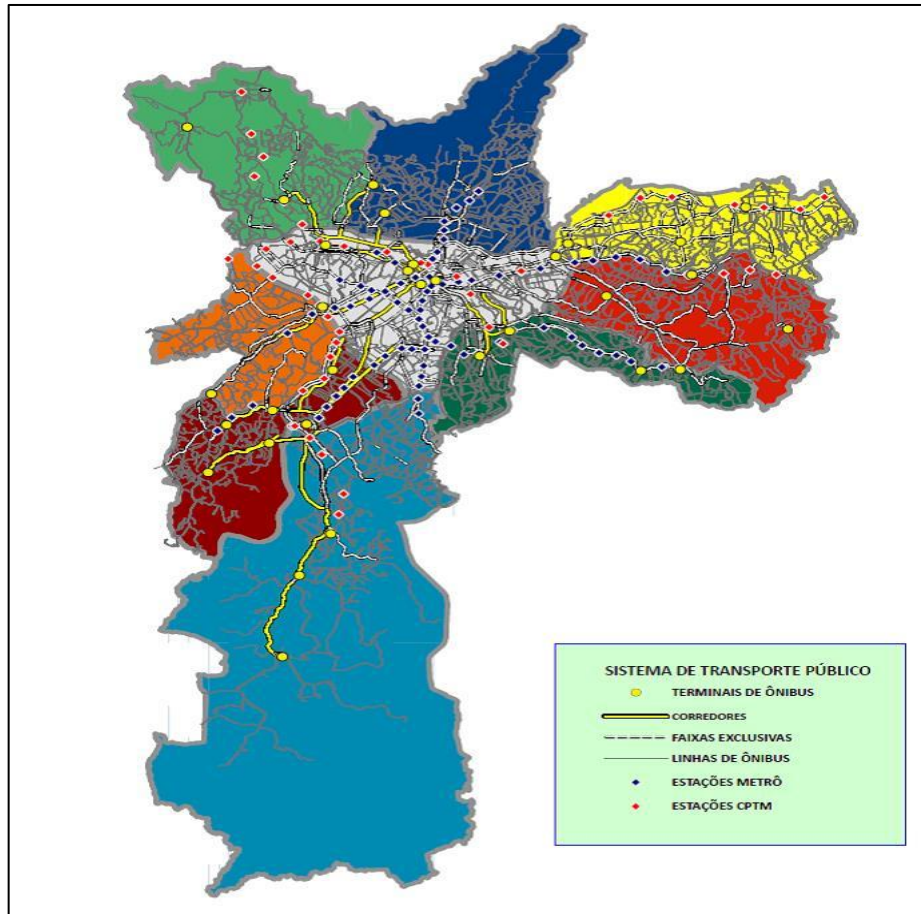 SISTEMA DE TRANSPORTE PÚBLICO
TERMINAIS DE ÔNIBUS
CORREDORES
FAIXAS EXCLUSIVAS
LINHAS DE ÔNIBUS
ESTAÇÕES METRÔ
ESTAÇÕES CPTM